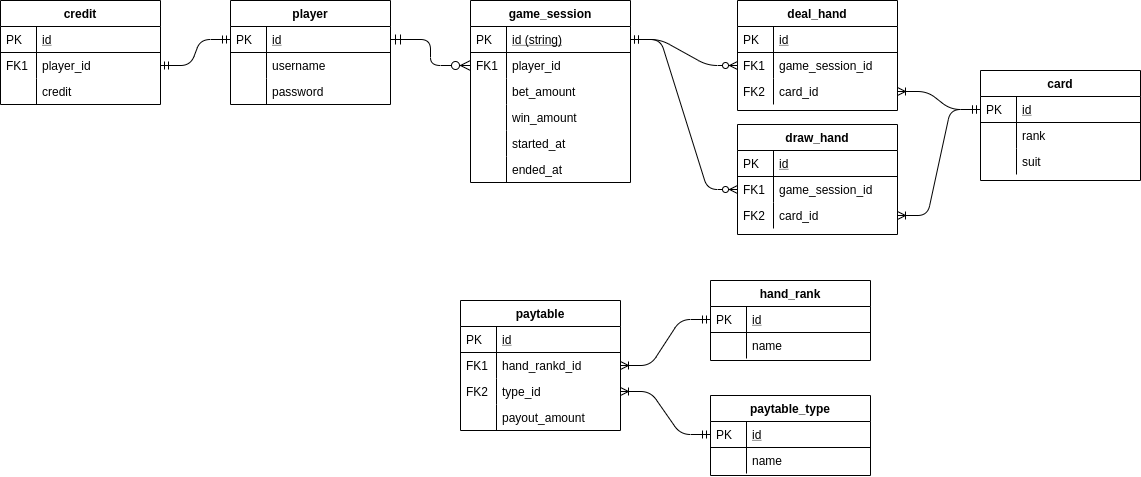 credit
PK id
FK1 player_id
credit
player
PK id
username
password
game_session
PK id (string)
FK1 player_id
bet_amount
win_amount
started_at
ended_at
deal_hand
PK id
FK1 game_session_id
FK2 card_id
draw_hand
PK id
FK1 game_session_id
FK2 card_id
card
PK id
rank
suit
paytable
PK id
FK1 hand_rankd_id
FK2 type_id
payout_amount
hand_rank
PK id
name
paytable_type
PK id
name